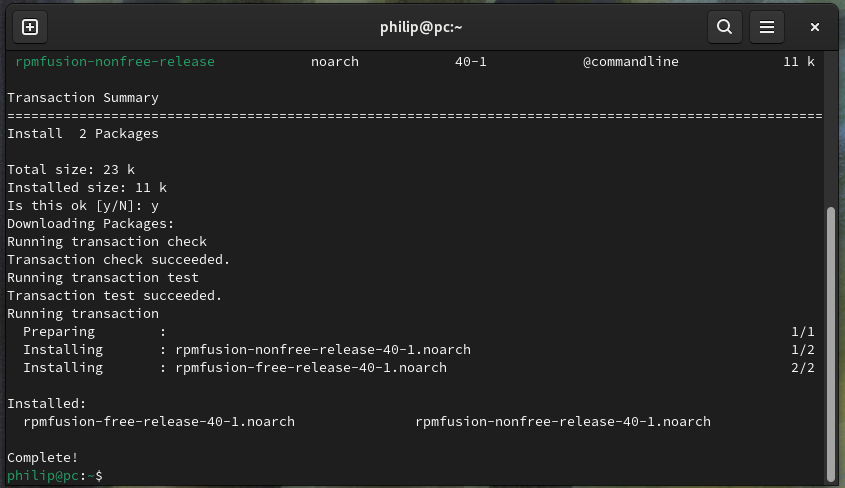 philip@pc:~
rpmfusion-nonfree-release noarch 40-1 @commandline 11 k
Transaction Summary
================================================================================
Install 2 Packages
Total size: 23 k
Installed size: 11 k
Is this ok [y/N]: y
Downloading Packages:
Running transaction check
Transaction check succeeded.
Running transaction test
Transaction test succeeded.
Running transaction
Preparing : 1/1
Installing : rpmfusion-nonfree-release-40-1.noarch 1/2
Installing : rpmfusion-free-release-40-1.noarch 2/2
Installed:
rpmfusion-free-release-40-1.noarch rpmfusion-nonfree-release-40-1.noarch
Complete!
philip@pc:~$